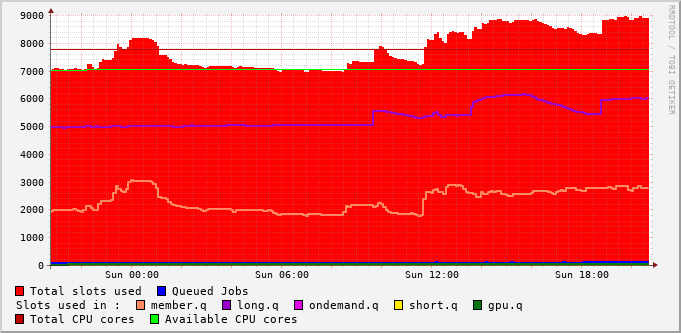 9000
8000
7000
6000
5000
4000
3000
2000
1000
0
Sun 00:00 Sun 06:00 Sun 12:00 Sun 18:00
RRDTOOL / TOBI OETIKER
Total slots used Queued Jobs
Slots used in : member.q long.q ondemand.q short.q gpu.q
Total CPU cores Available CPU cores